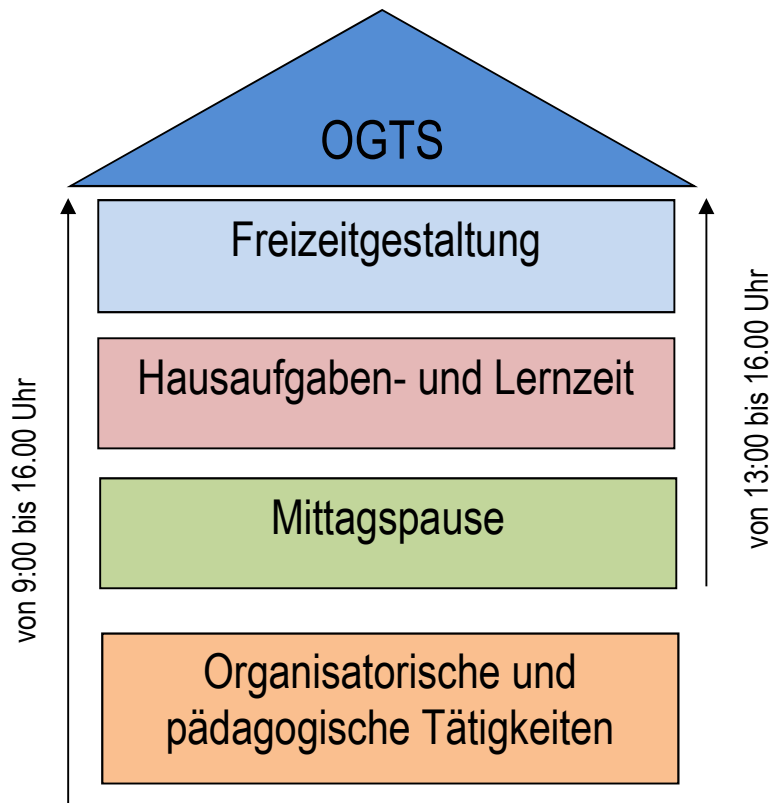 OGTS
Freizeitgestaltung
Hausaufgaben- und Lernzeit
Mittagspause
Organisatorische und
pädagogische Tätigkeiten
von 9:00 bis 16.00 Uhr
von 13:00 bis 16.00 Uhr